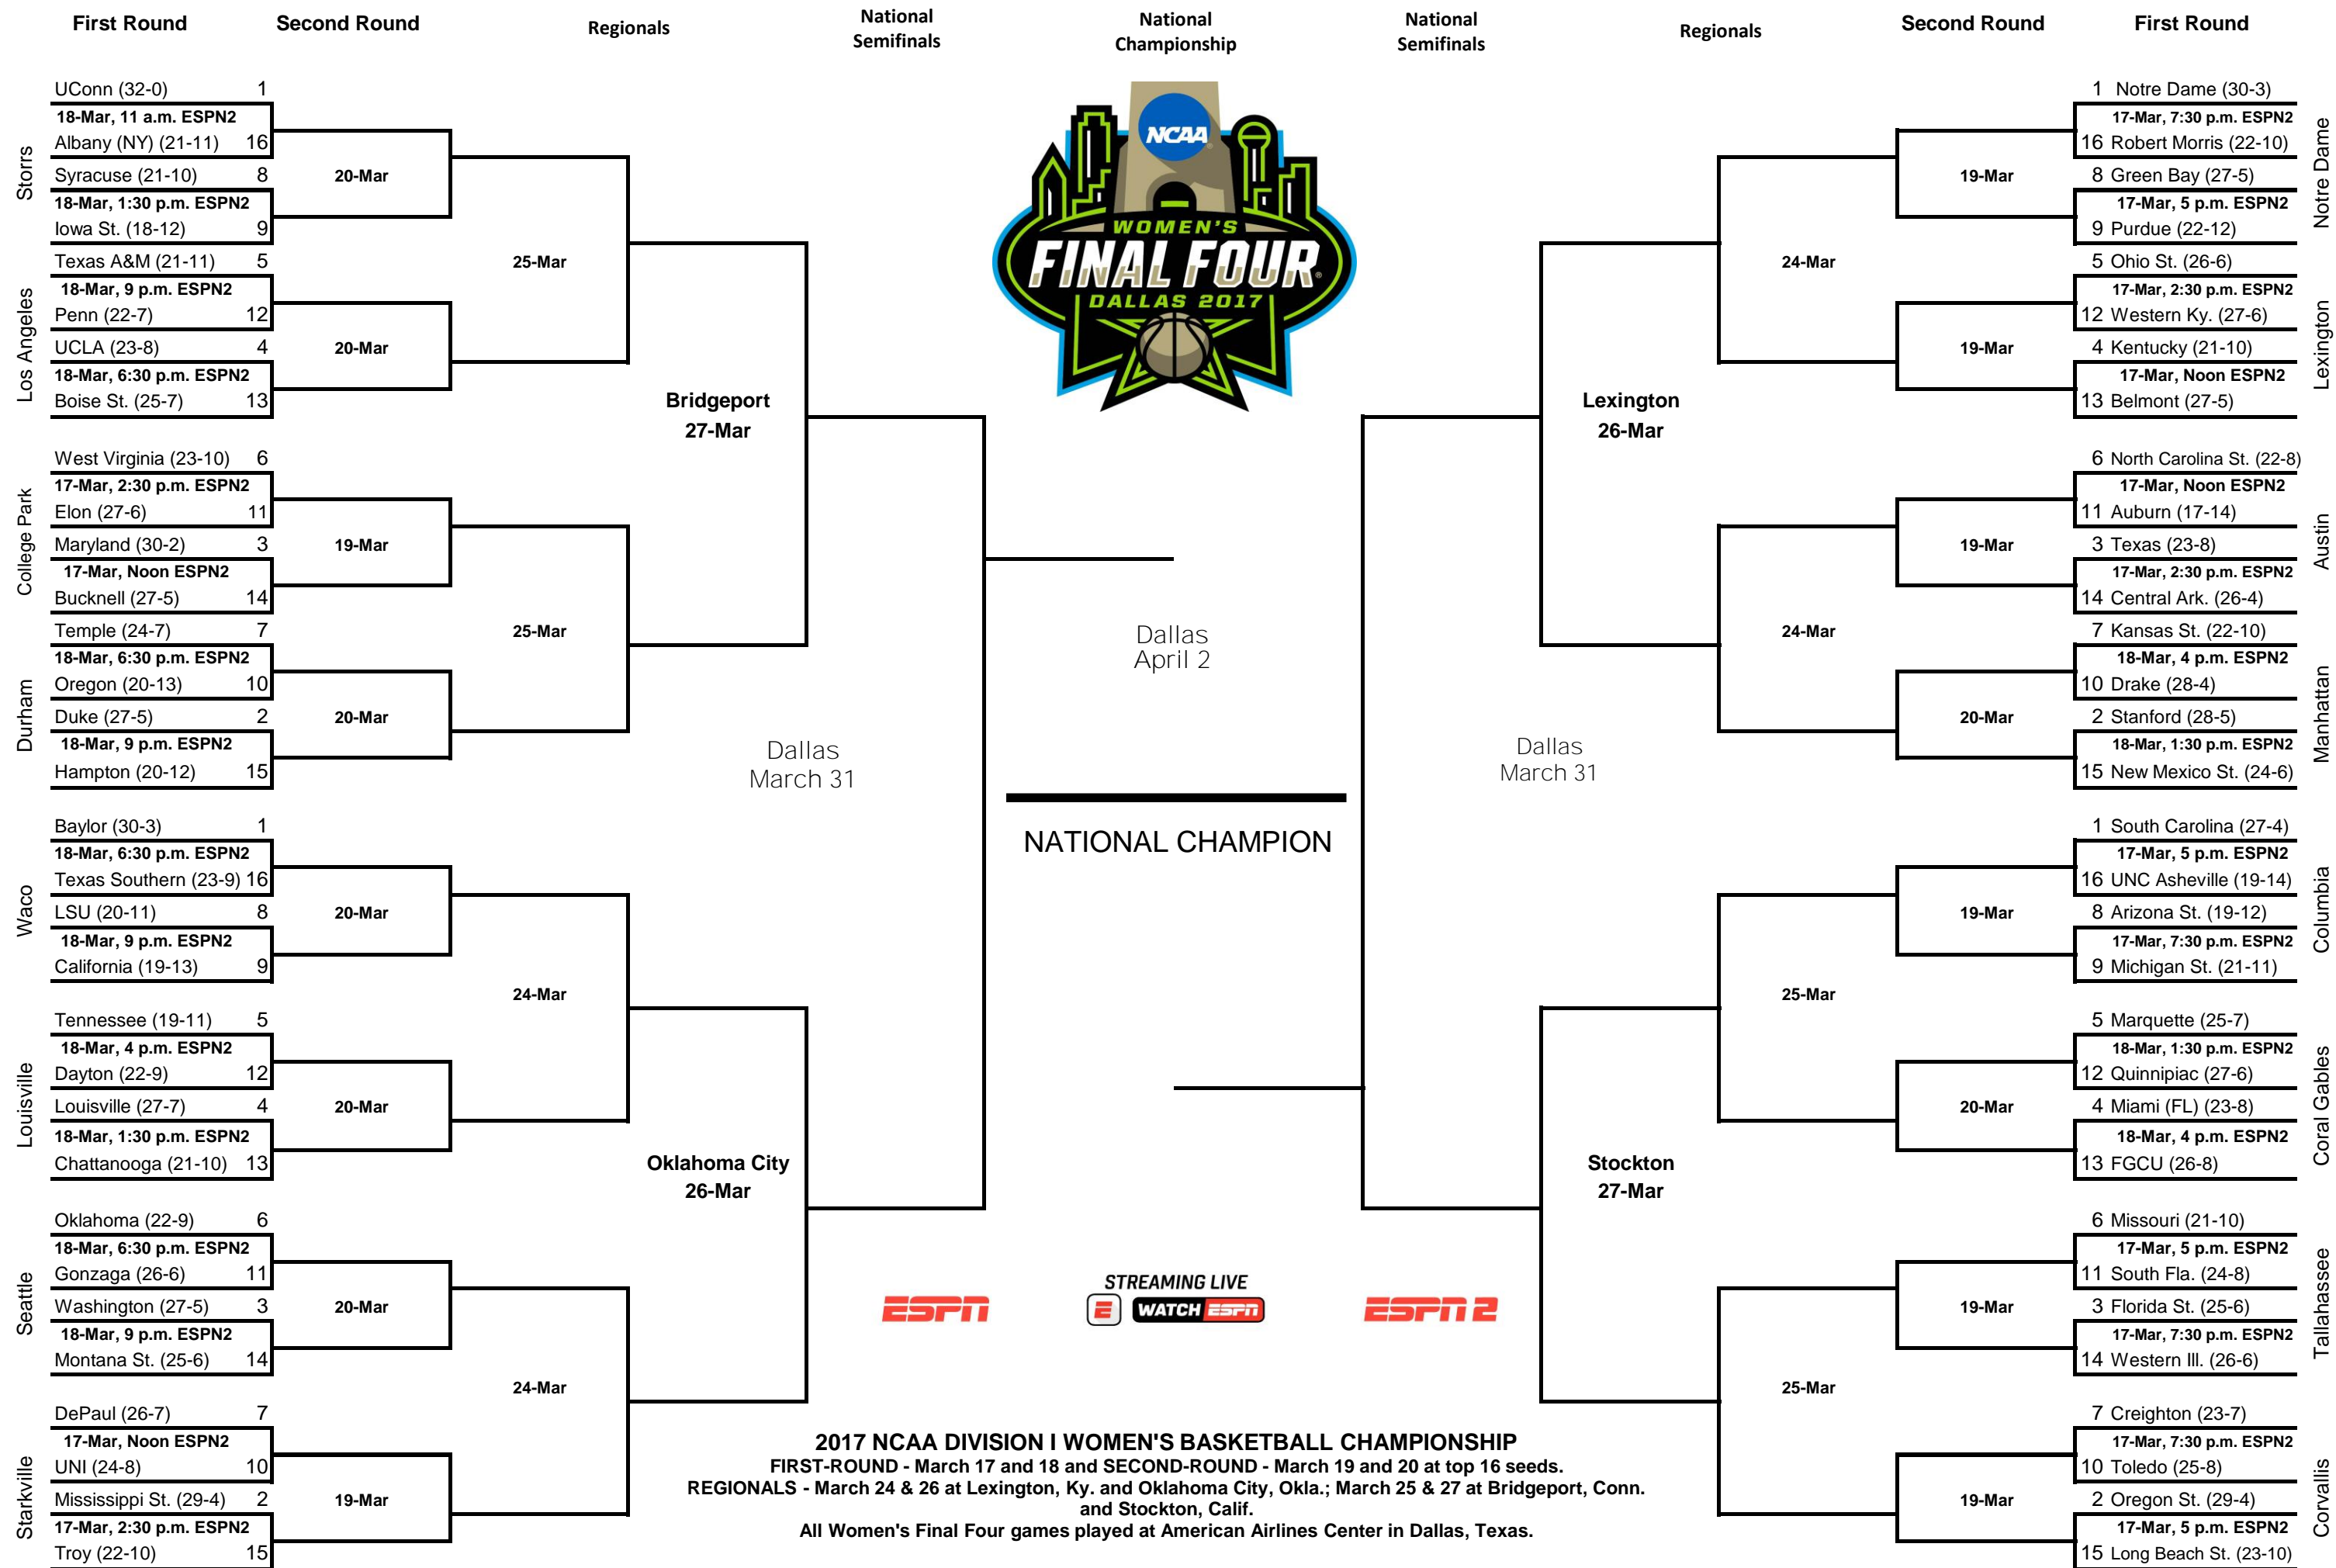 First Round
Second Round
Regionals
National
Semifinals
National
Championship
National
Semifinals
Regionals
Second Round
First Round
Storrs
UConn (32-0) 1
18-Mar, 11 a.m. ESPN2
Albany (NY) (21-11) 16
Syracuse (21-10) 8
18-Mar, 1:30 p.m. ESPN2
Iowa St. (18-12) 9
20-Mar
Los Angeles
Texas A&M (21-11) 5
18-Mar, 9 p.m. ESPN2
Penn (22-7) 12
UCLA (23-8) 4
18-Mar, 6:30 p.m. ESPN2
Boise St. (25-7) 13
20-Mar
25-Mar
College Park
West Virginia (23-10) 6
17-Mar, 2:30 p.m. ESPN2
Elon (27-6) 11
Maryland (30-2) 3
17-Mar, Noon ESPN2
Bucknell (27-5) 14
19-Mar
Durham
Temple (24-7) 7
18-Mar, 6:30 p.m. ESPN2
Oregon (20-13) 10
Duke (27-5) 2
18-Mar, 9 p.m. ESPN2
Hampton (20-12) 15
20-Mar
25-Mar
Bridgeport
27-Mar
Waco
Baylor (30-3) 1
18-Mar, 6:30 p.m. ESPN2
Texas Southern (23-9) 16
LSU (20-11) 8
18-Mar, 9 p.m. ESPN2
California (19-13) 9
20-Mar
Louisville
Tennessee (19-11) 5
18-Mar, 4 p.m. ESPN2
Dayton (22-9) 12
Louisville (27-7) 4
18-Mar, 1:30 p.m. ESPN2
Chattanooga (21-10) 13
20-Mar
24-Mar
Seattle
Oklahoma (22-9) 6
18-Mar, 6:30 p.m. ESPN2
Gonzaga (26-6) 11
Washington (27-5) 3
18-Mar, 9 p.m. ESPN2
Montana St. (25-6) 14
20-Mar
Starkville
DePaul (26-7) 7
17-Mar, Noon ESPN2
UNI (24-8) 10
Mississippi St. (29-4) 2
17-Mar, 2:30 p.m. ESPN2
Troy (22-10) 15
19-Mar
24-Mar
Oklahoma City
26-Mar
Dallas
March 31
NCAA
WOMEN'S
FINAL FOUR®
DALLAS 2017
Dallas
April 2
NATIONAL CHAMPION
Dallas
March 31
1 Notre Dame (30-3)
17-Mar, 7:30 p.m. ESPN2
16 Robert Morris (22-10)
8 Green Bay (27-5)
17-Mar, 5 p.m. ESPN2
9 Purdue (22-12)
Notre Dame
19-Mar
5 Ohio St. (26-6)
17-Mar, 2:30 p.m. ESPN2
12 Western Ky. (27-6)
4 Kentucky (21-10)
17-Mar, Noon ESPN2
13 Belmont (27-5)
Lexington
19-Mar
24-Mar
6 North Carolina St. (22-8)
17-Mar, Noon ESPN2
11 Auburn (17-14)
3 Texas (23-8)
17-Mar, 2:30 p.m. ESPN2
14 Central Ark. (26-4)
Austin
19-Mar
7 Kansas St. (22-10)
18-Mar, 4 p.m. ESPN2
10 Drake (28-4)
2 Stanford (28-5)
18-Mar, 1:30 p.m. ESPN2
15 New Mexico St. (24-6)
Manhattan
20-Mar
24-Mar
Lexington
26-Mar
1 South Carolina (27-4)
17-Mar, 5 p.m. ESPN2
16 UNC Asheville (19-14)
8 Arizona St. (19-12)
17-Mar, 7:30 p.m. ESPN2
9 Michigan St. (21-11)
Columbia
19-Mar
5 Marquette (25-7)
18-Mar, 1:30 p.m. ESPN2
12 Quinnipiac (27-6)
4 Miami (FL) (23-8)
18-Mar, 4 p.m. ESPN2
13 FGCU (26-8)
Coral Gables
20-Mar
25-Mar
6 Missouri (21-10)
17-Mar, 5 p.m. ESPN2
11 South Fla. (24-8)
3 Florida St. (25-6)
17-Mar, 7:30 p.m. ESPN2
14 Western Ill. (26-6)
Tallahassee
19-Mar
7 Creighton (23-7)
17-Mar, 7:30 p.m. ESPN2
10 Toledo (25-8)
2 Oregon St. (29-4)
17-Mar, 5 p.m. ESPN2
15 Long Beach St. (23-10)
Corvallis
19-Mar
25-Mar
Stockton
27-Mar
ESPN
STREAMING LIVE
E WATCH ESPN
ESPN 2
2017 NCAA DIVISION I WOMEN'S BASKETBALL CHAMPIONSHIP
FIRST-ROUND - March 17 and 18 and SECOND-ROUND - March 19 and 20 at top 16 seeds.
REGIONALS - March 24 & 26 at Lexington, Ky. and Oklahoma City, Okla.; March 25 & 27 at Bridgeport, Conn.
and Stockton, Calif.
All Women's Final Four games played at American Airlines Center in Dallas, Texas.